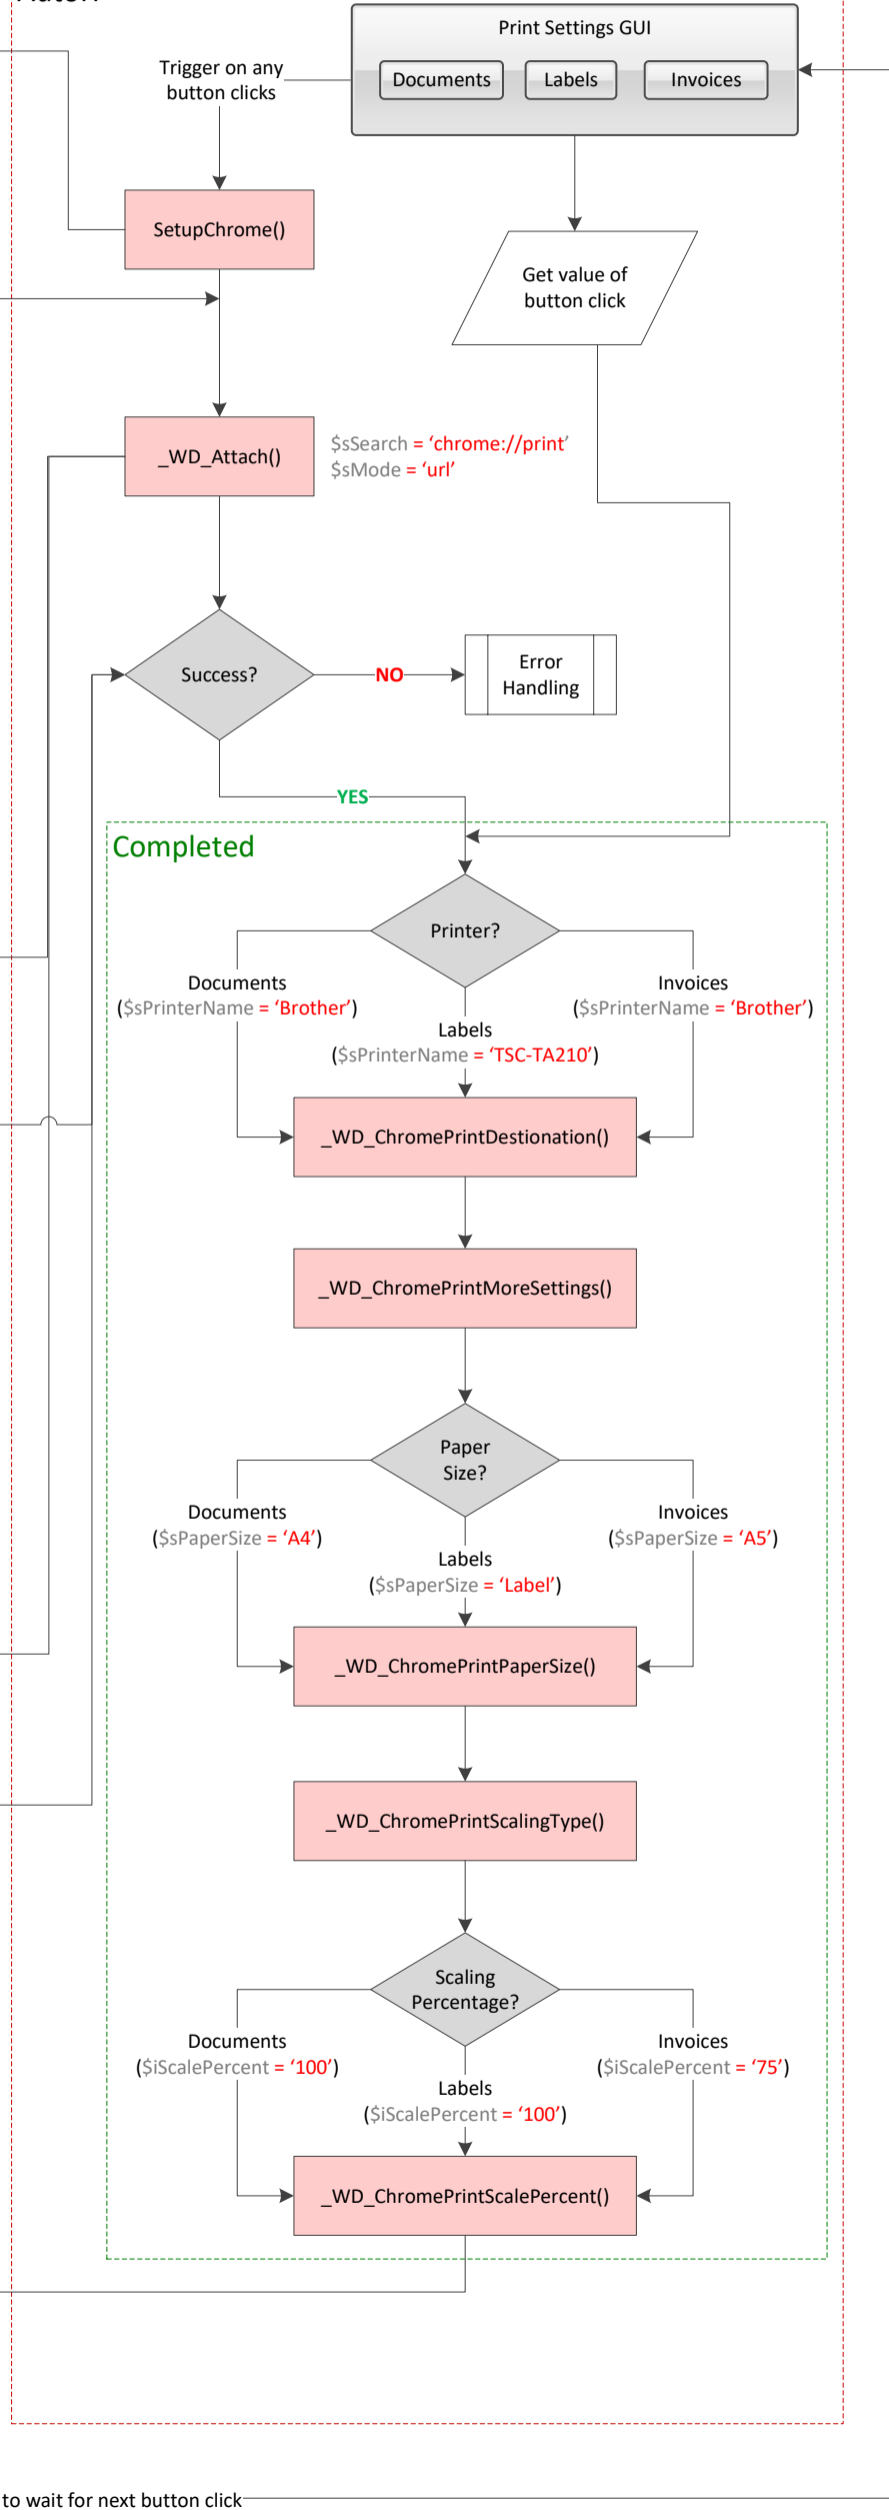 Print Settings GUI
Documents
Labels
Invoices
Trigger on any
button clicks
SetupChrome()
Get value of
button click
_WD_Attach()
$sSearch = ‘chrome://print’
$sMode = ‘url’
Success?
NO
Error
Handling
YES
Completed
Printer?
Documents
($sPrinterName = ‘Brother’)
Invoices
($sPrinterName = ‘Brother’)
Labels
($sPrinterName = ‘TSC-TA210’)
_WD_ChromePrintDestionation()
_WD_ChromePrintMoreSettings()
Paper
Size?
Documents
($sPaperSize = ‘A4’)
Invoices
($sPaperSize = ‘A5’)
Labels
($sPaperSize = ‘Label’)
_WD_ChromePrintPaperSize()
_WD_ChromePrintScalingType()
Scaling
Percentage?
Documents
($iScalePercent = ‘100’)
Invoices
($iScalePercent = ‘75’)
Labels
($iScalePercent = ‘100’)
_WD_ChromePrintScalePercent()
to wait for next button click